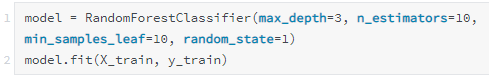 1 model = RandomForestClassifier(max_depth=3, n_estimators=10,
min_samples_leaf=10, random_state=1)
2 model.fit(X_train, y_train)